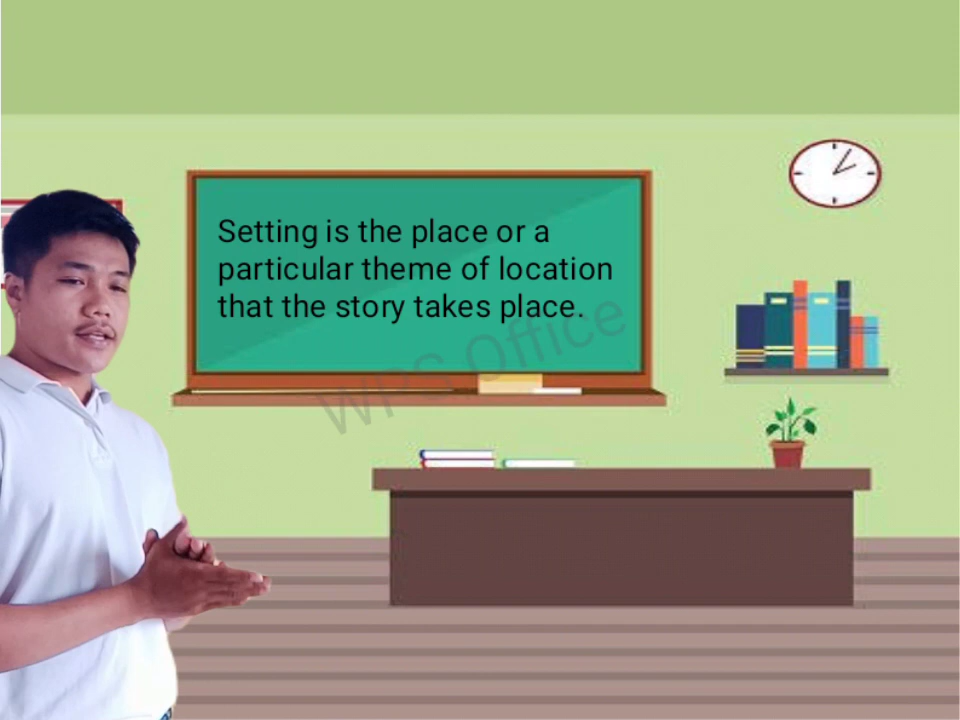 Setting is the place or a
particular theme of location
that the story takes place.
WPS Office